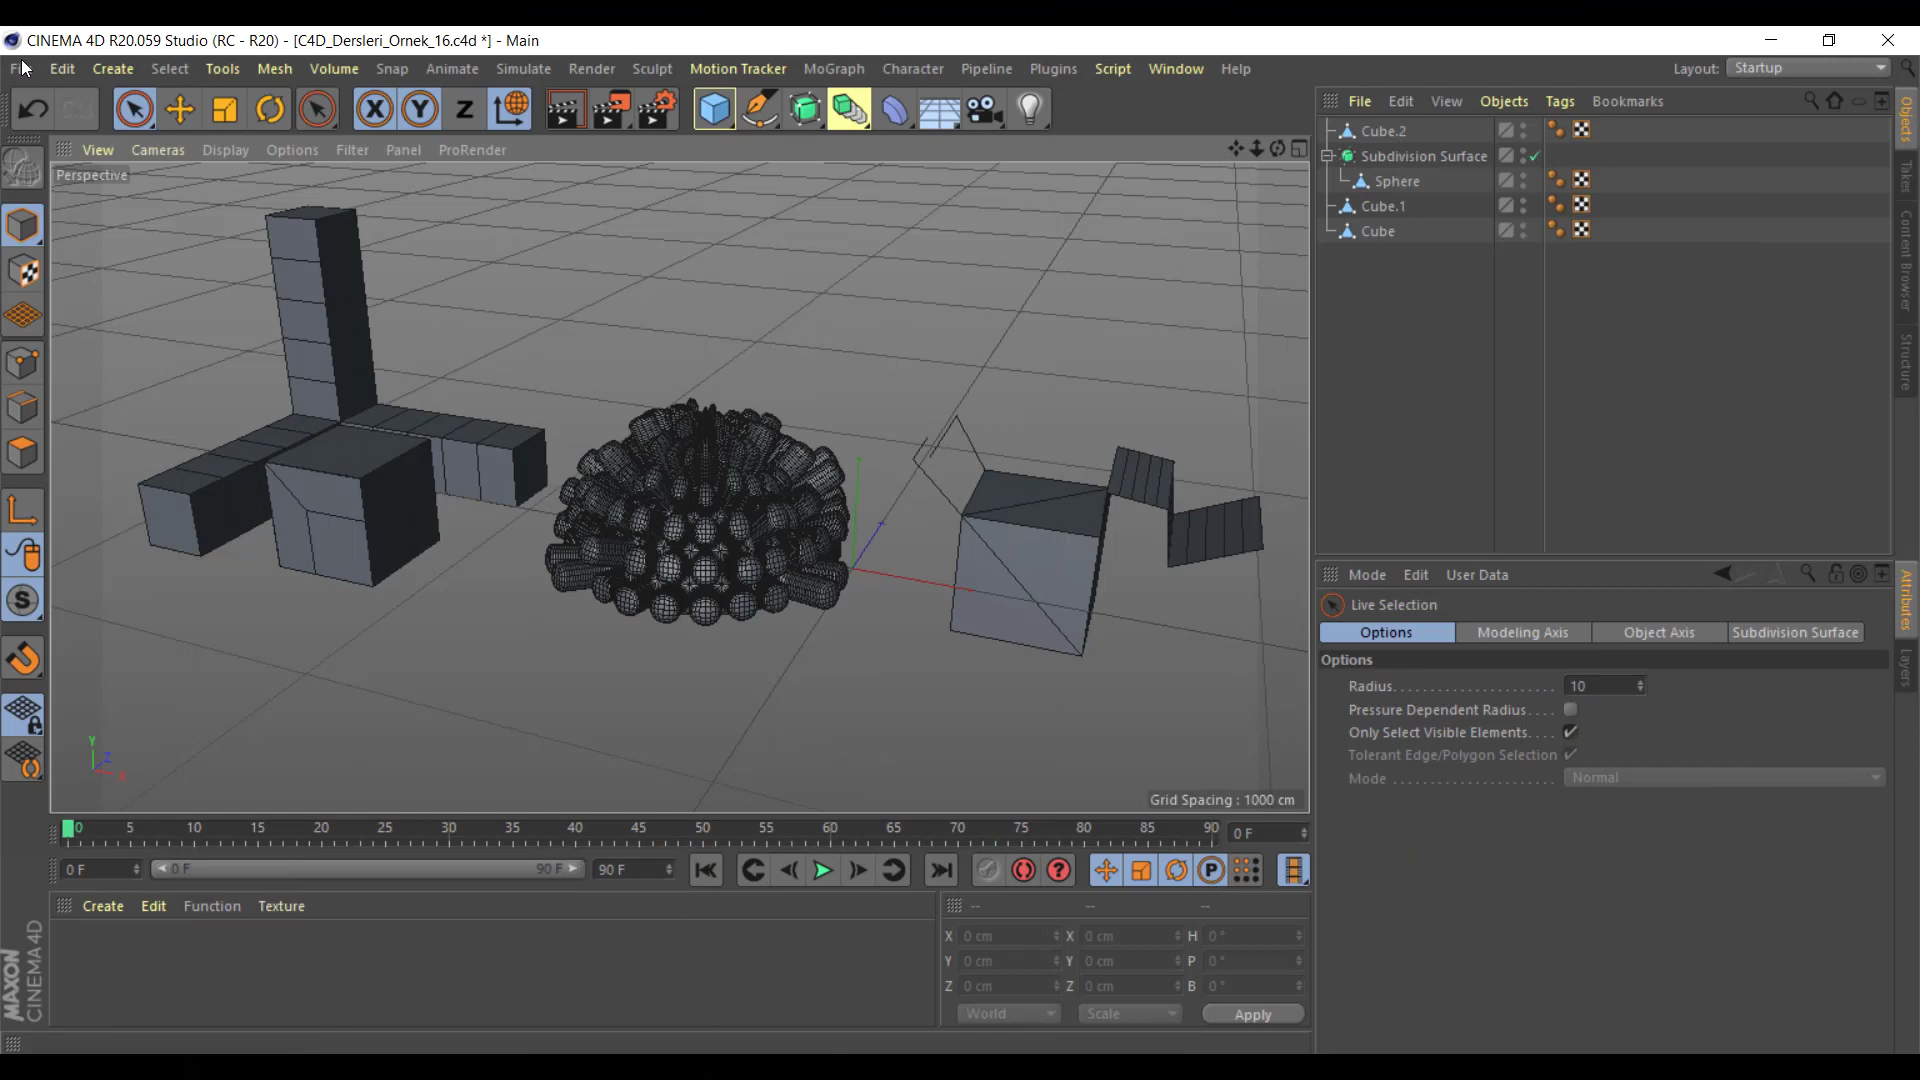 CINEMA 4D R20.059 Studio (RC - R20) - [C4D_Dersleri_Ornek_16.c4d *] - Main
Edit Create Select Tools Mesh Volume Snap Animate Simulate Render Sculpt Motion Tracker MoGraph Character Pipeline Plugins Script Window Help
Layout: Startup
X Y Z
View Cameras Display Options Filter Panel ProRender
Perspective
File Edit View Objects Tags Bookmarks
Cube.2
Subdivision Surface
Sphere
Cube.1
Cube
Objects
Takes
Content Browser
Structure
Y
Z
X
Grid Spacing : 1000 cm
Mode Edit User Data
Live Selection
Options Modeling Axis Object Axis Subdivision Surface
Options
Radius. . . . . . . . . . . . . . . . . . . . . . 10
Pressure Dependent Radius. . . .
Only Select Visible Elements. . . .
Tolerant Edge/Polygon Selection
Mode . . . . . . . . . . . . . . . . . . . . . . Normal
Attributes
Layers
S
0 5 10 15 20 25 30 35 40 45 50 55 60 65 70 75 80 85 90
0 F
0 F
0 F 90 F
90 F
? P
Create Edit Function Texture
-- -- --
X 0 cm X 0 cm H 0 °
Y 0 cm Y 0 cm P 0 °
Z 0 cm Z 0 cm B 0 °
World Scale Apply
MAXON
CINEMA 4D